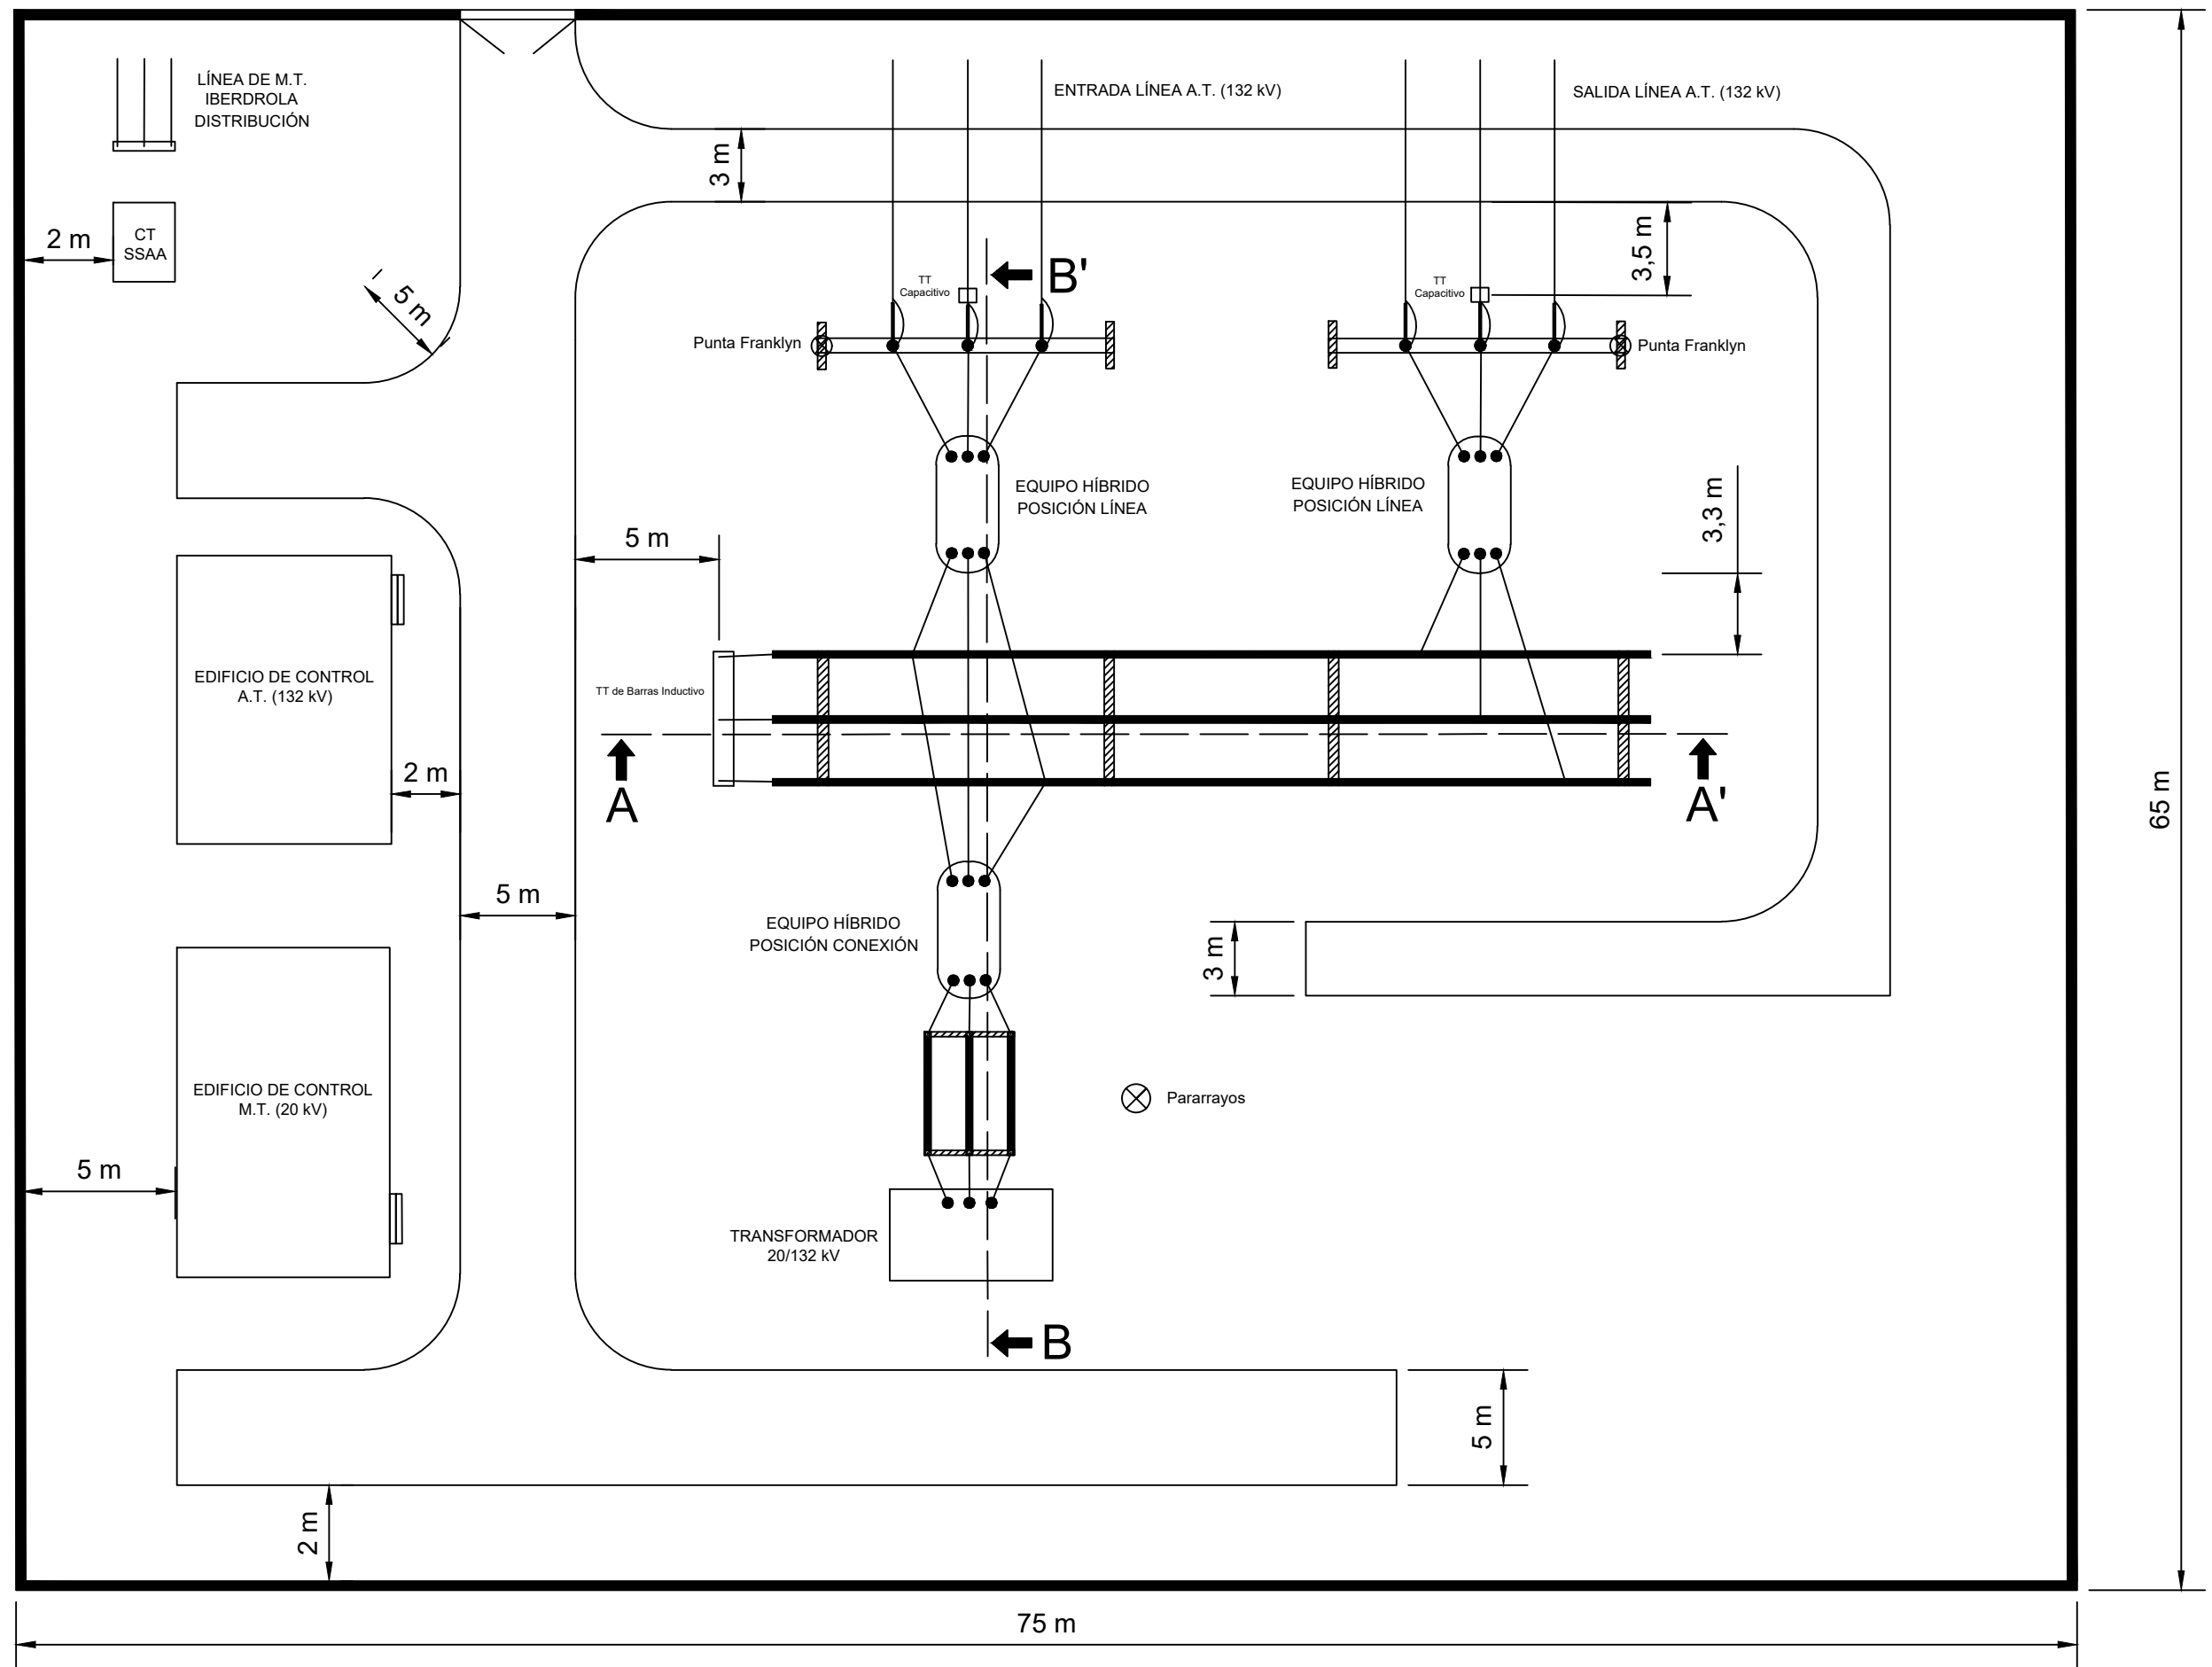 LÍNEA DE M.T.
IBERDROLA
DISTRIBUCIÓN
ENTRADA LÍNEA A.T. (132 kV)
SALIDA LÍNEA A.T. (132 kV)
3 m
CT
SSAA
2 m
3,5 m
5 m
TT
Capacitivo
B'
TT
Capacitivo
Punta Franklyn
Punta Franklyn
EQUIPO HÍBRIDO
POSICIÓN LÍNEA
EQUIPO HÍBRIDO
POSICIÓN LÍNEA
3,3 m
5 m
EDIFICIO DE CONTROL
A.T. (132 kV)
TT de Barras Inductivo
2 m
A
A'
65 m
5 m
EQUIPO HÍBRIDO
POSICIÓN CONEXIÓN
3 m
EDIFICIO DE CONTROL
M.T. (20 kV)
Pararrayos
5 m
TRANSFORMADOR
20/132 kV
B
5 m
2 m
75 m